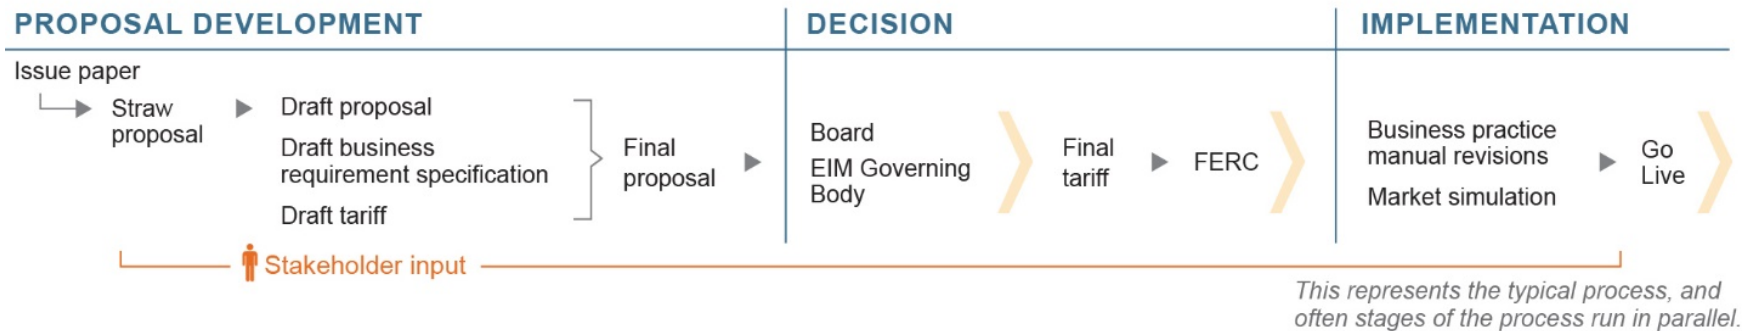 PROPOSAL DEVELOPMENT
Issue paper
Straw
proposal
Draft proposal
Draft business
requirement specification
Draft tariff
Final
proposal
DECISION
Board
EIM Governing
Body
Final
tariff
FERC
IMPLEMENTATION
Business practice
manual revisions
Market simulation
Go
Live
Stakeholder input
This represents the typical process, and
often stages of the process run in parallel.